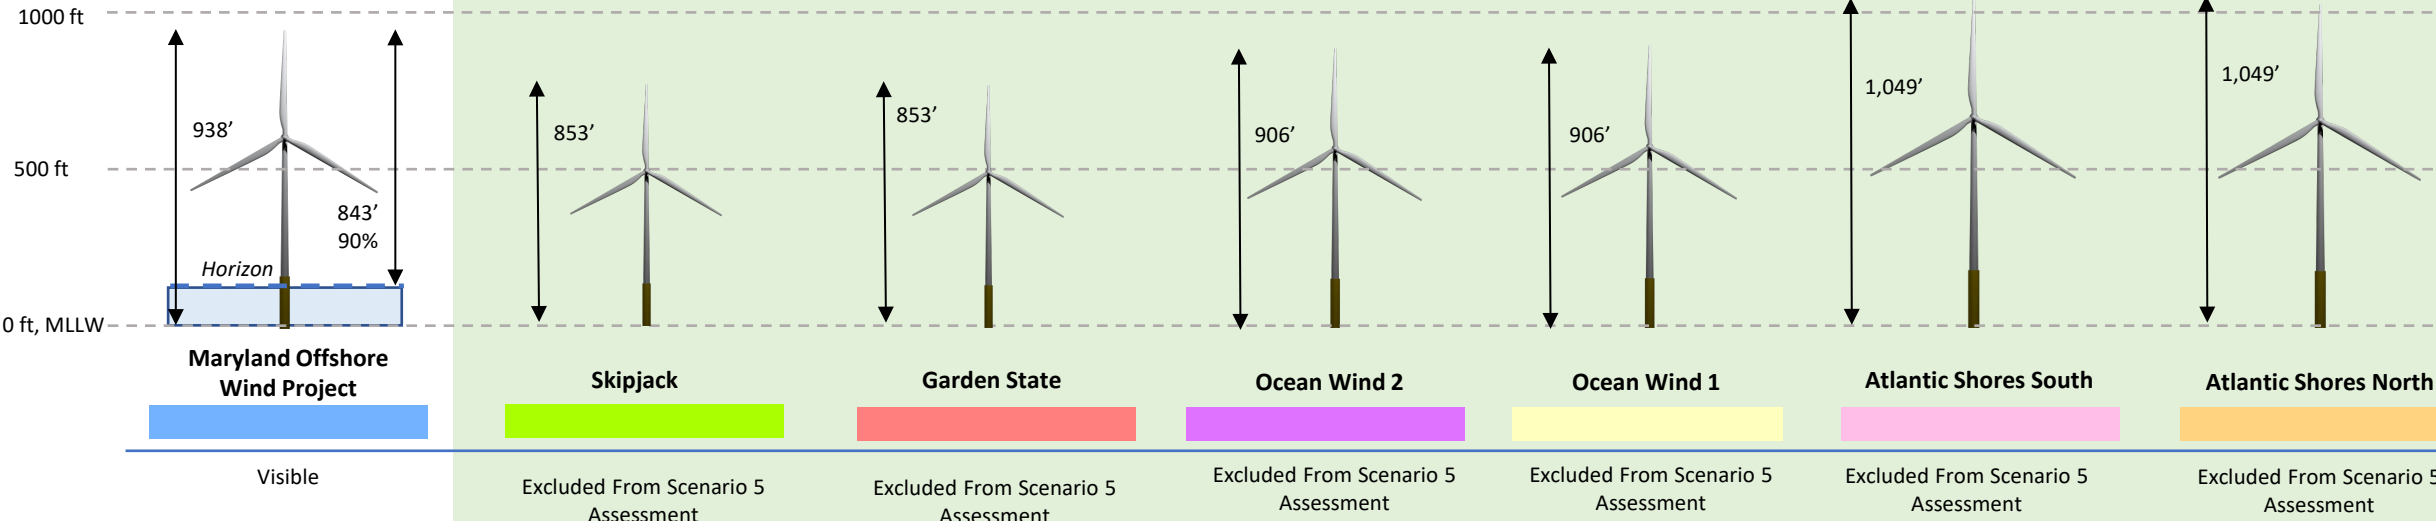 1000 ft
500 ft
0 ft, MLLW
938’
843’
90%
Horizon
853’
853’
906’
906’
1,049’
1,049’
Maryland Offshore
Wind Project
Skipjack
Garden State
Ocean Wind 2
Ocean Wind 1
Atlantic Shores South
Atlantic Shores North
Visible
Excluded From Scenario 5
Assessment
Excluded From Scenario 5
Assessment
Excluded From Scenario 5
Assessment
Excluded From Scenario 5
Assessment
Excluded From Scenario 5
Assessment
Excluded From Scenario 5
Assessment